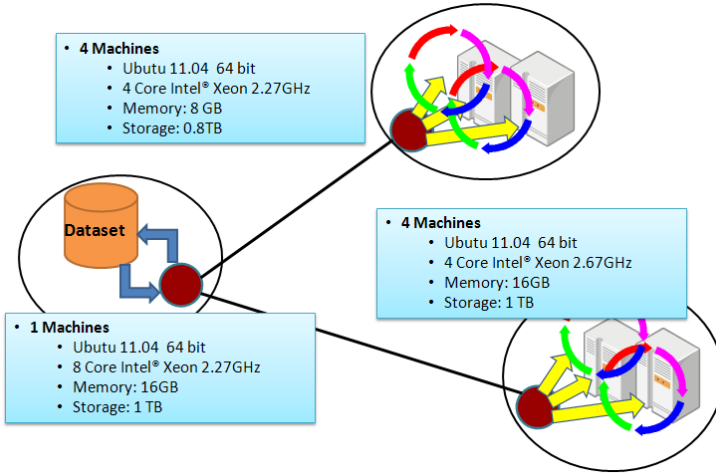 • 4 Machines
• Ubutu 11.04 64 bit
• 4 Core Intel® Xeon 2.27GHz
• Memory: 8 GB
• Storage: 0.8TB
Dataset
• 4 Machines
• Ubutu 11.04 64 bit
• 4 Core Intel® Xeon 2.67GHz
• Memory: 16GB
• Storage: 1 TB
• 1 Machines
• Ubutu 11.04 64 bit
• 8 Core Intel® Xeon 2.27GHz
• Memory: 16GB
• Storage: 1 TB